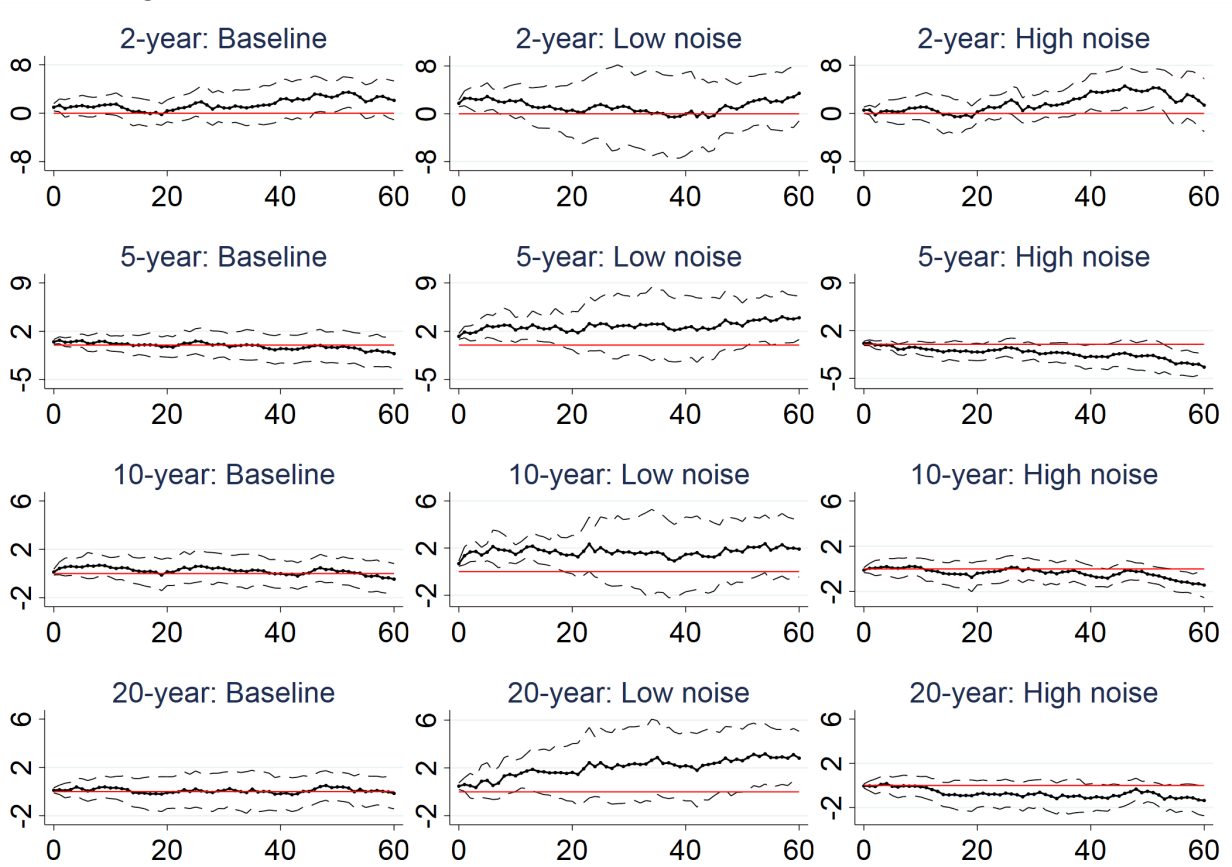 2-year: Baseline 2-year: Low noise 2-year: High noise
8 8 8
0 0 0
-8 -8 -8
0 20 40 60 0 20 40 60 0 20 40 60
5-year: Baseline 5-year: Low noise 5-year: High noise
9 9 9
2 2 2
-5 -5 -5
0 20 40 60 0 20 40 60 0 20 40 60
10-year: Baseline 10-year: Low noise 10-year: High noise
6 6 6
2 2 2
-2 -2 -2
0 20 40 60 0 20 40 60 0 20 40 60
20-year: Baseline 20-year: Low noise 20-year: High noise
6 6 6
2 2 2
-2 -2 -2
0 20 40 60 0 20 40 60 0 20 40 60